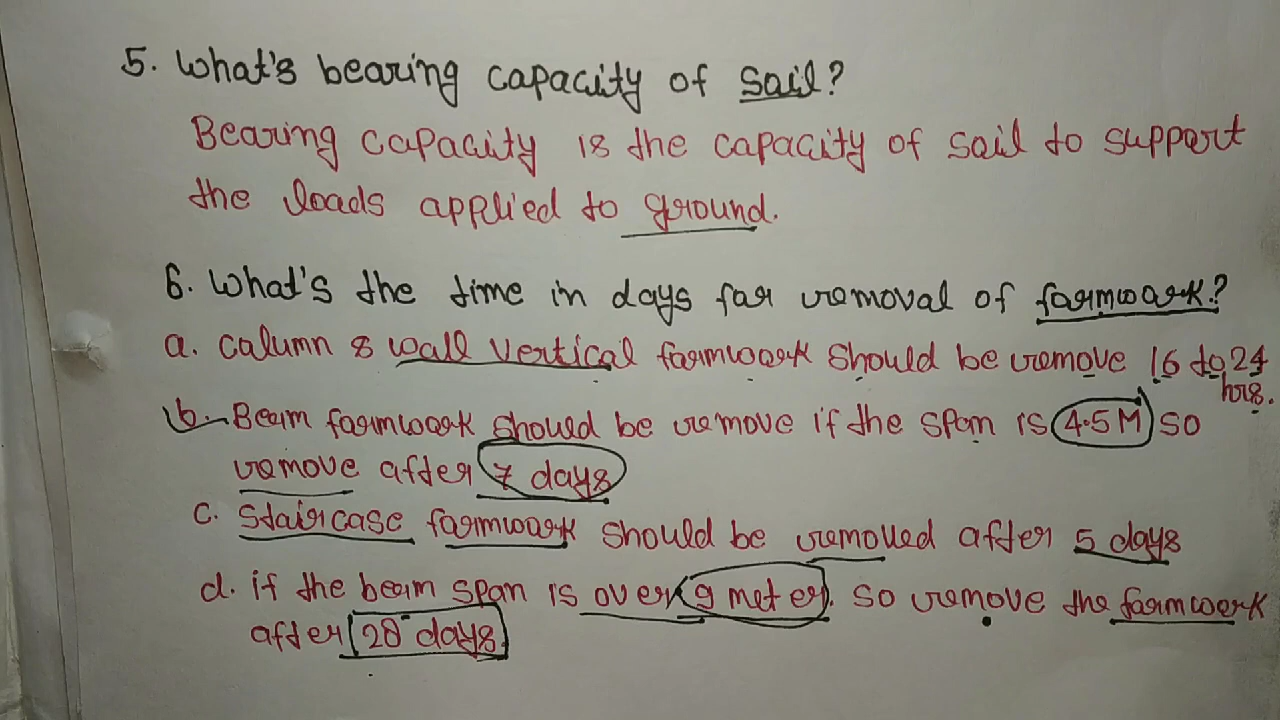 5. What's bearing capacity of sail?
Bearing capacity is the capacity of sail to support
the loads applied to ground.
6. What's the time in days far removal of farmwark?
a. Calumn & wall vertical farmwork should be remove 16 to 24
hrs.
b. Beam farmwork should be remove if the span is 4.5 M so
remove after 7 days
c. Staircase farmwark should be removed after 5 days
d. if the beam span is over 9 meter. so remove the farmwork
after 28 days.